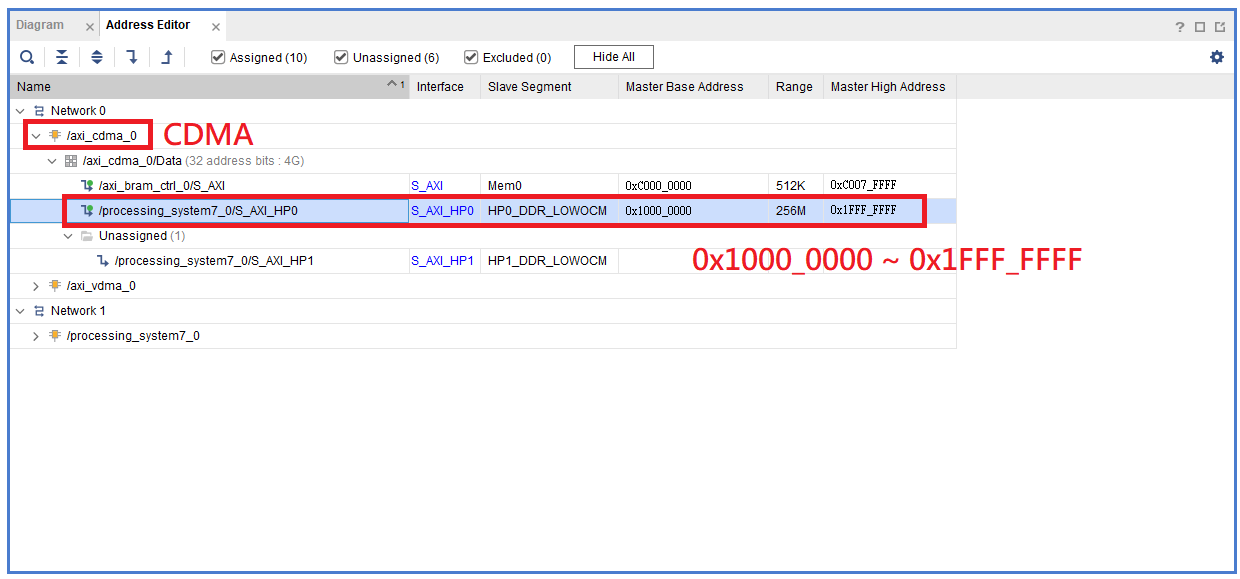 Diagram Address Editor
Assigned (10) Unassigned (6) Excluded (0) Hide All
Name 1 Interface Slave Segment Master Base Address Range Master High Address
Network 0
/axi_cdma_0 CDMA
/axi_cdma_0/Data (32 address bits : 4G)
/axi_bram_ctrl_0/S_AXI S_AXI Mem0 0xC000_0000 512K 0xC007_FFFF
/processing_system7_0/S_AXI_HP0 S_AXI_HP0 HP0_DDR_LOWOCM 0x1000_0000 256M 0x1FFF_FFFF
Unassigned (1)
/processing_system7_0/S_AXI_HP1 S_AXI_HP1 HP1_DDR_LOWOCM 0x1000_0000 ~ 0x1FFF_FFFF
/axi_vdma_0
Network 1
/processing_system7_0